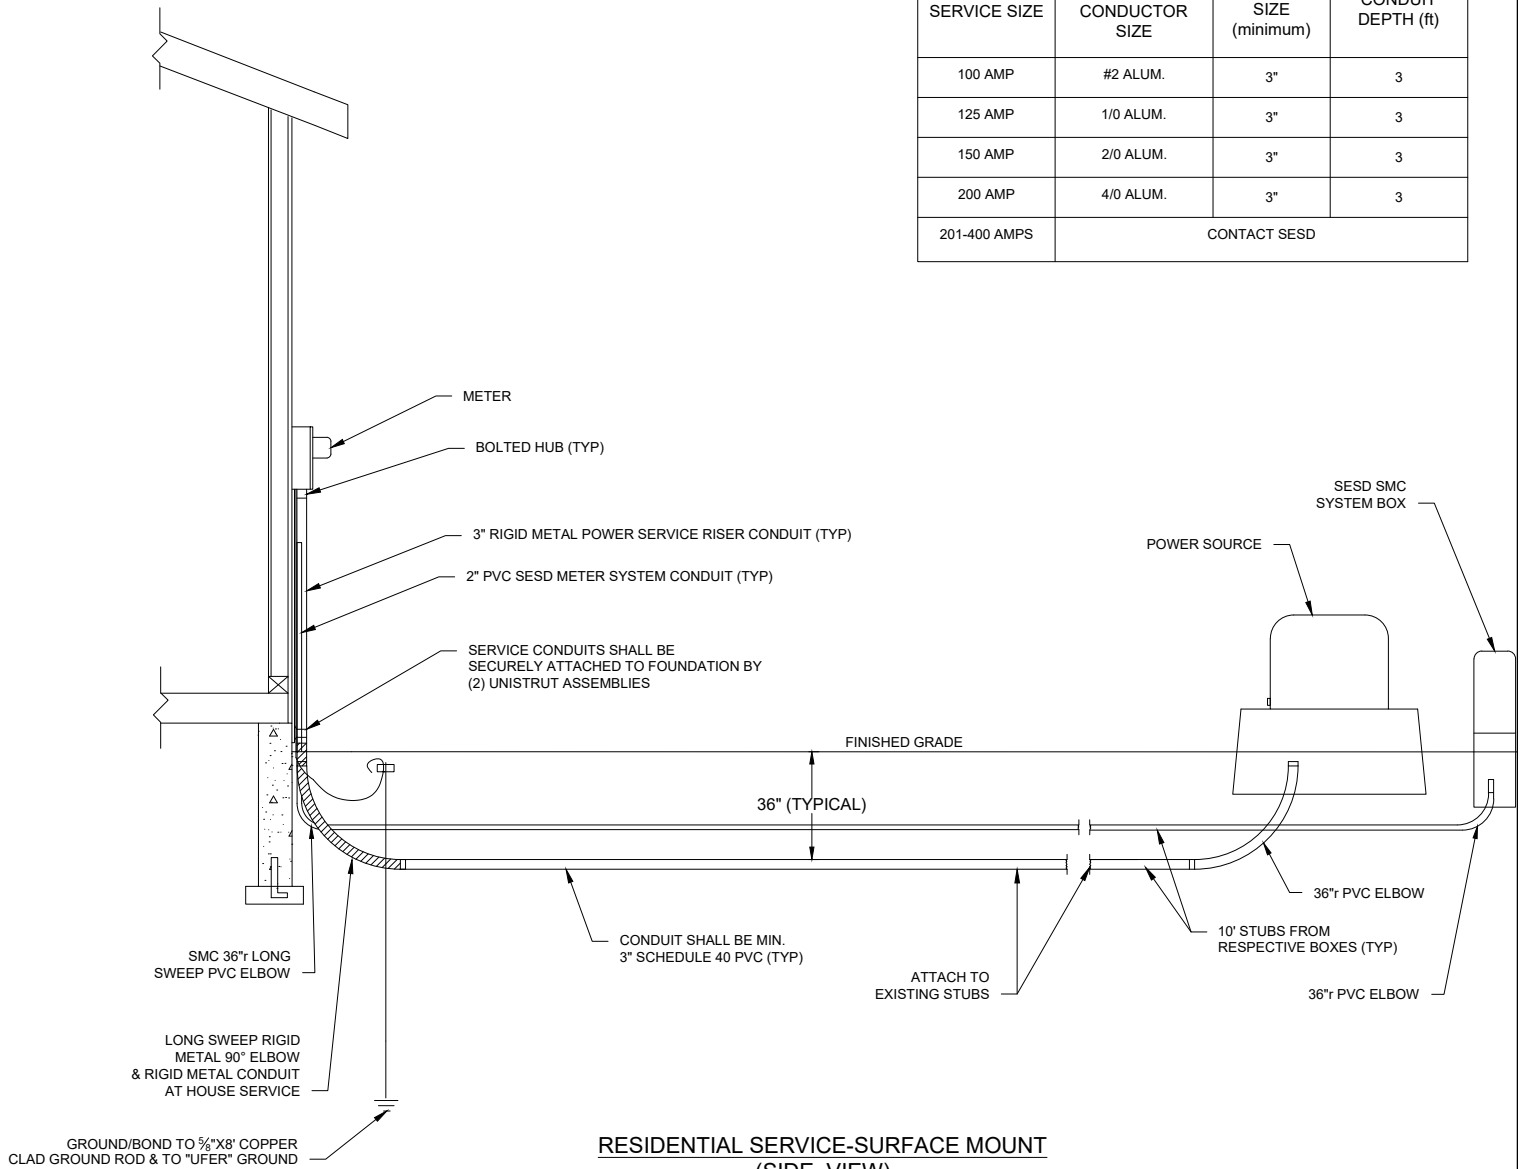 SERVICE SIZE
CONDUCTOR
SIZE
SIZE
(minimum)
CONDUIT
DEPTH (ft)
100 AMP #2 ALUM. 3" 3
125 AMP 1/0 ALUM. 3" 3
150 AMP 2/0 ALUM. 3" 3
200 AMP 4/0 ALUM. 3" 3
201-400 AMPS CONTACT SESD
METER
BOLTED HUB (TYP)
3" RIGID METAL POWER SERVICE RISER CONDUIT (TYP)
2" PVC SESD METER SYSTEM CONDUIT (TYP)
SERVICE CONDUITS SHALL BE
SECURELY ATTACHED TO FOUNDATION BY
(2) UNISTRUT ASSEMBLIES
SESD SMC
SYSTEM BOX
POWER SOURCE
FINISHED GRADE
36" (TYPICAL)
36"r PVC ELBOW
10' STUBS FROM
RESPECTIVE BOXES (TYP)
36"r PVC ELBOW
CONDUIT SHALL BE MIN.
3" SCHEDULE 40 PVC (TYP)
ATTACH TO
EXISTING STUBS
SMC 36"r LONG
SWEEP PVC ELBOW
LONG SWEEP RIGID
METAL 90° ELBOW
& RIGID METAL CONDUIT
AT HOUSE SERVICE
GROUND/BOND TO ⅝"X8' COPPER
CLAD GROUND ROD & TO "UFER" GROUND
RESIDENTIAL SERVICE-SURFACE MOUNT
(SIDE VIEW)